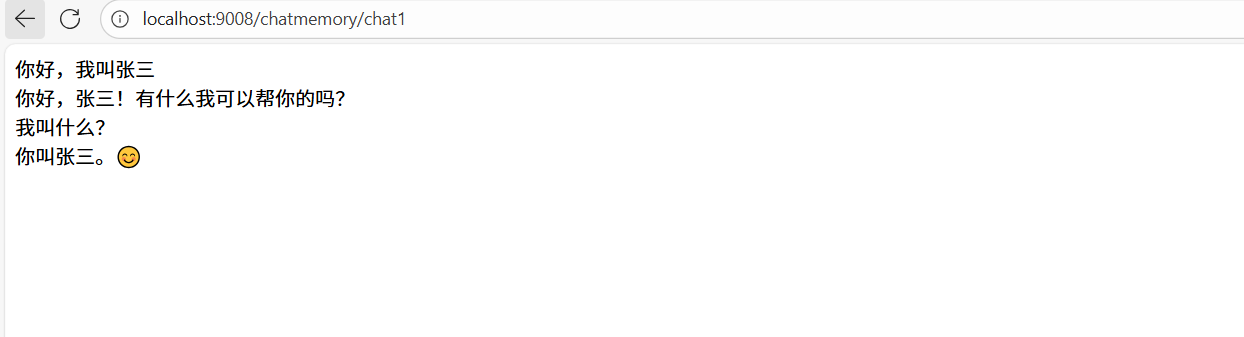 localhost:9008/chatmemory/chat1
你好，我叫张三
你好，张三！有什么我可以帮你的吗？
我叫什么？
你叫张三。😊